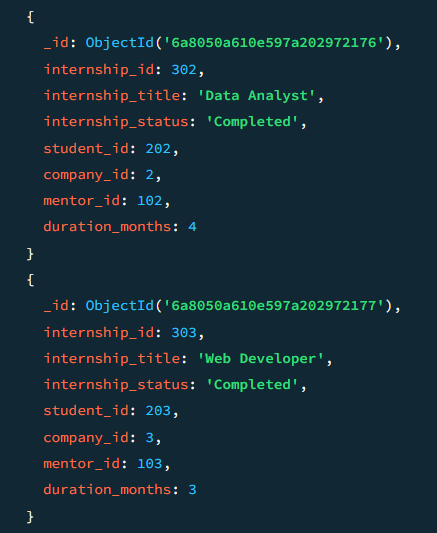 {
_id: ObjectId('6a8050a610e597a202972176'),
internship_id: 302,
internship_title: 'Data Analyst',
internship_status: 'Completed',
student_id: 202,
company_id: 2,
mentor_id: 102,
duration_months: 4
}
{
_id: ObjectId('6a8050a610e597a202972177'),
internship_id: 303,
internship_title: 'Web Developer',
internship_status: 'Completed',
student_id: 203,
company_id: 3,
mentor_id: 103,
duration_months: 3
}